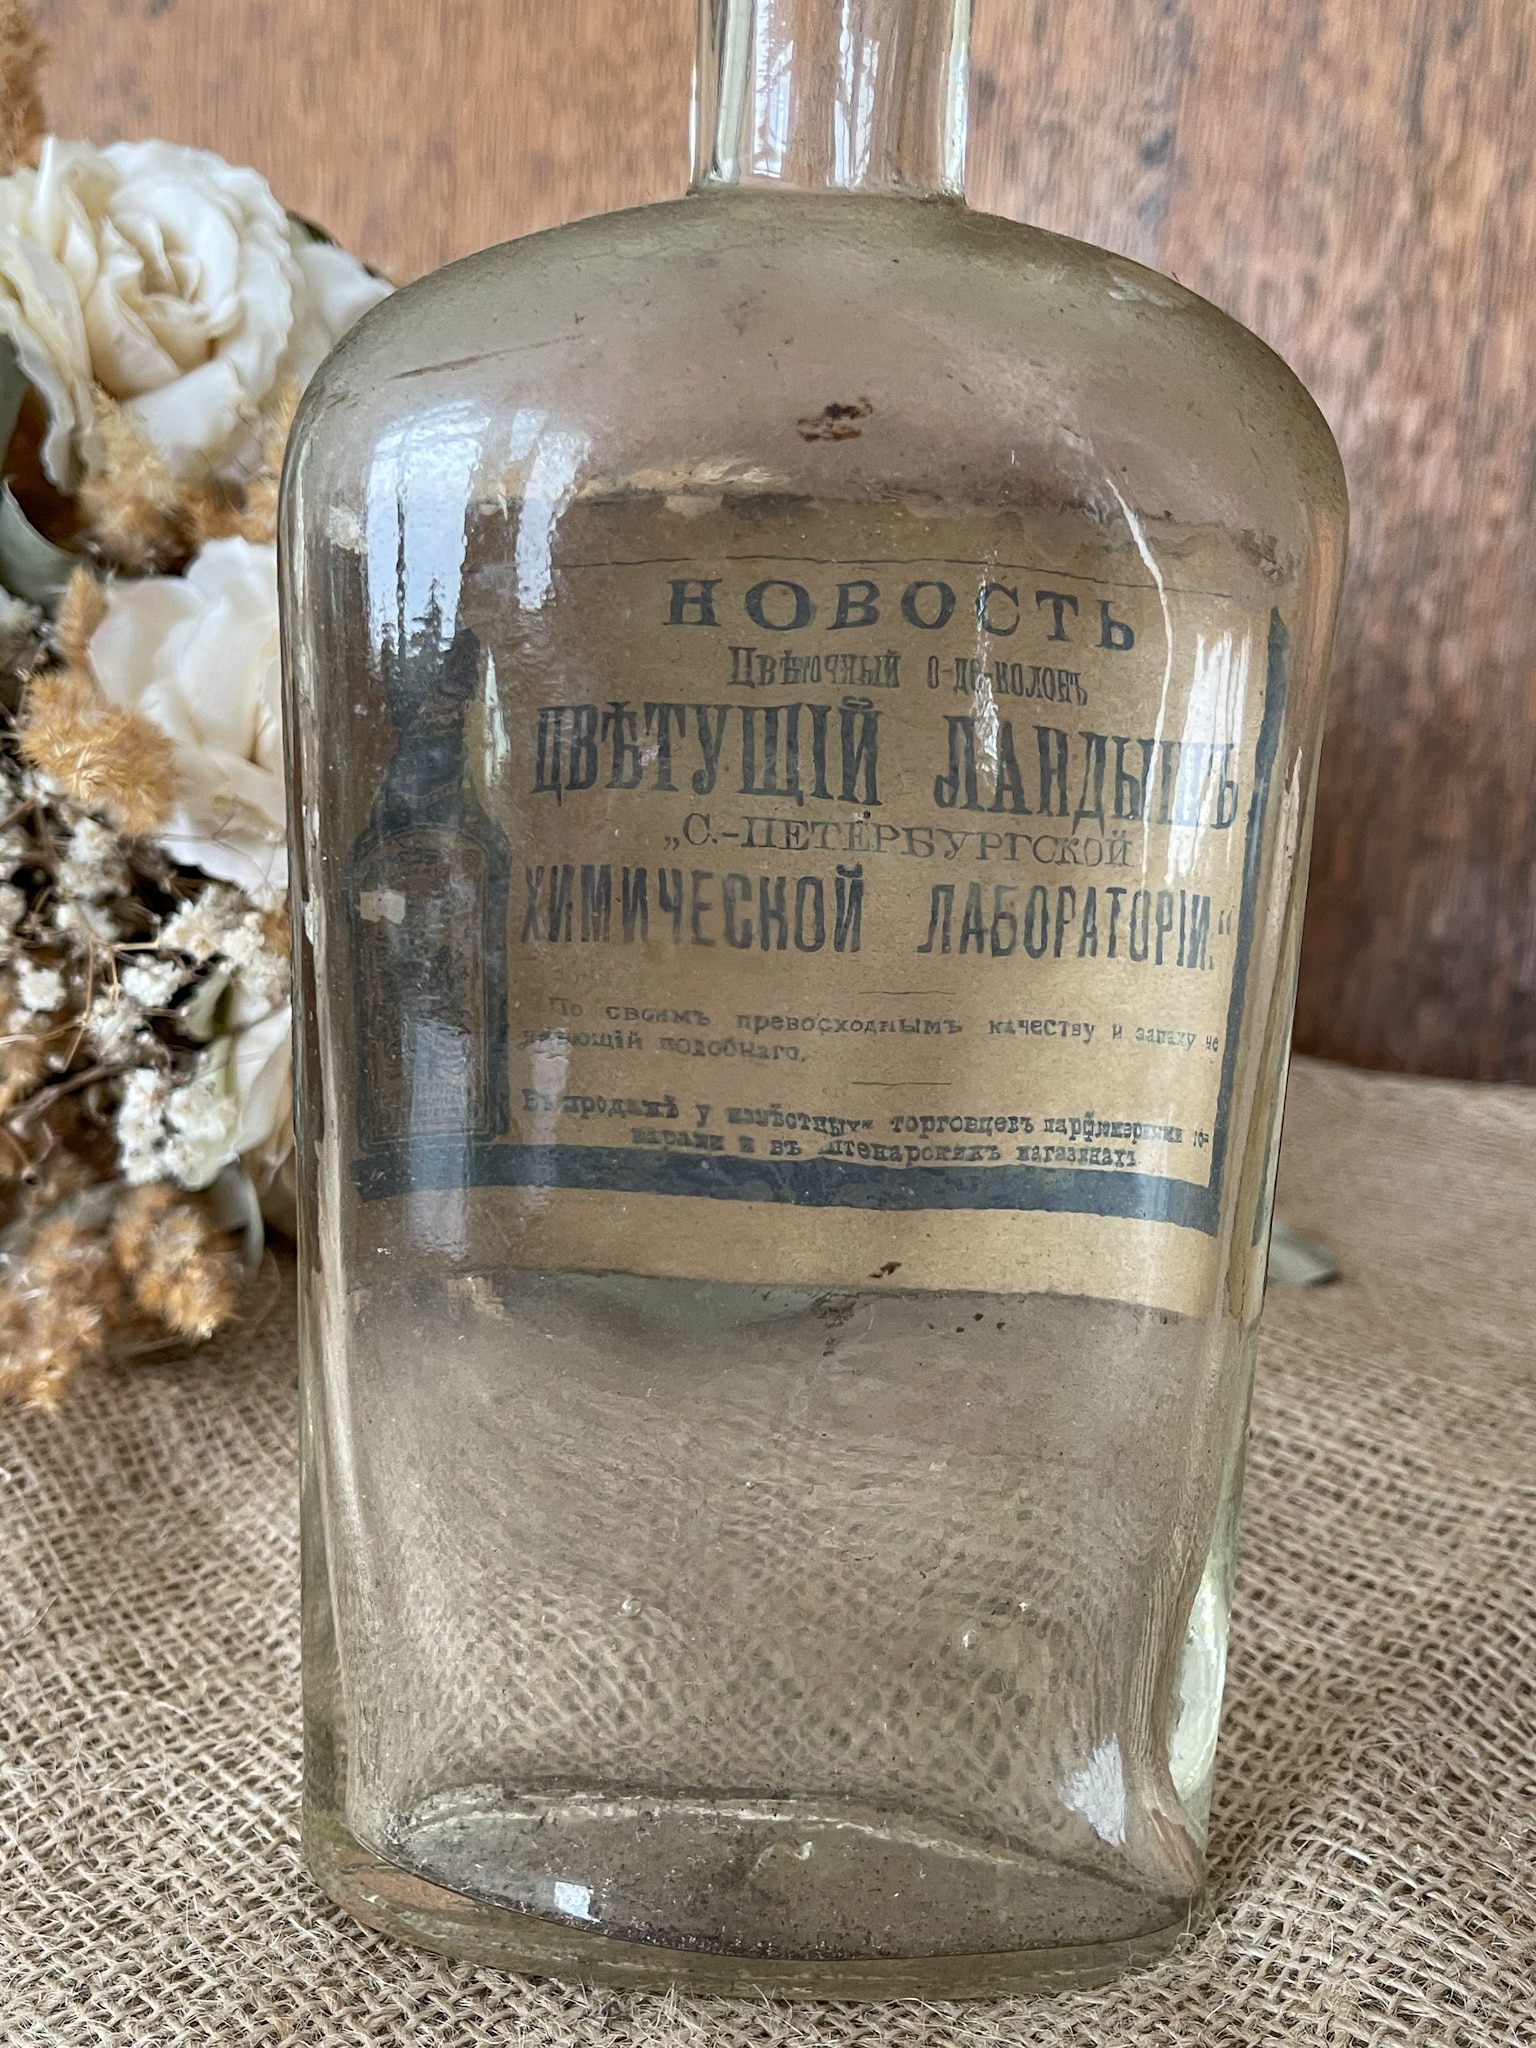 НОВОСТЬ
Цвѣточный о-де-колонъ
ЦВѢТУЩІЙ ЛАНДЫШЪ
„С.-ПЕТЕРБУРГСКОЙ
ХИМИЧЕСКОЙ ЛАБОРАТОРІИ.“
По своимъ превосходнымъ качеству и запаху не
имѣющій подобнаго.
Въ продажѣ у извѣстныхъ торговцевъ парфюмерными то-
варами и въ аптекарскихъ магазинахъ